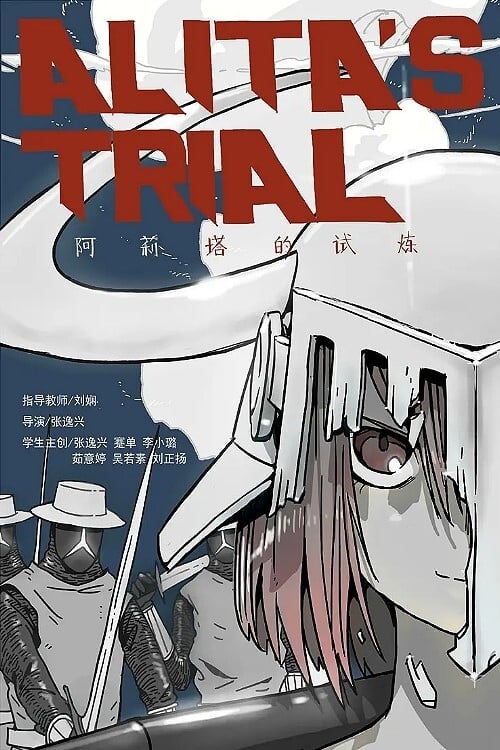 ALITA'S
TRIAL
阿莉塔的试炼
指导教师/刘娴
导演/张逸兴
学生主创/张逸兴 蹇单 李小璐
茹意婷 吴若素 刘正扬